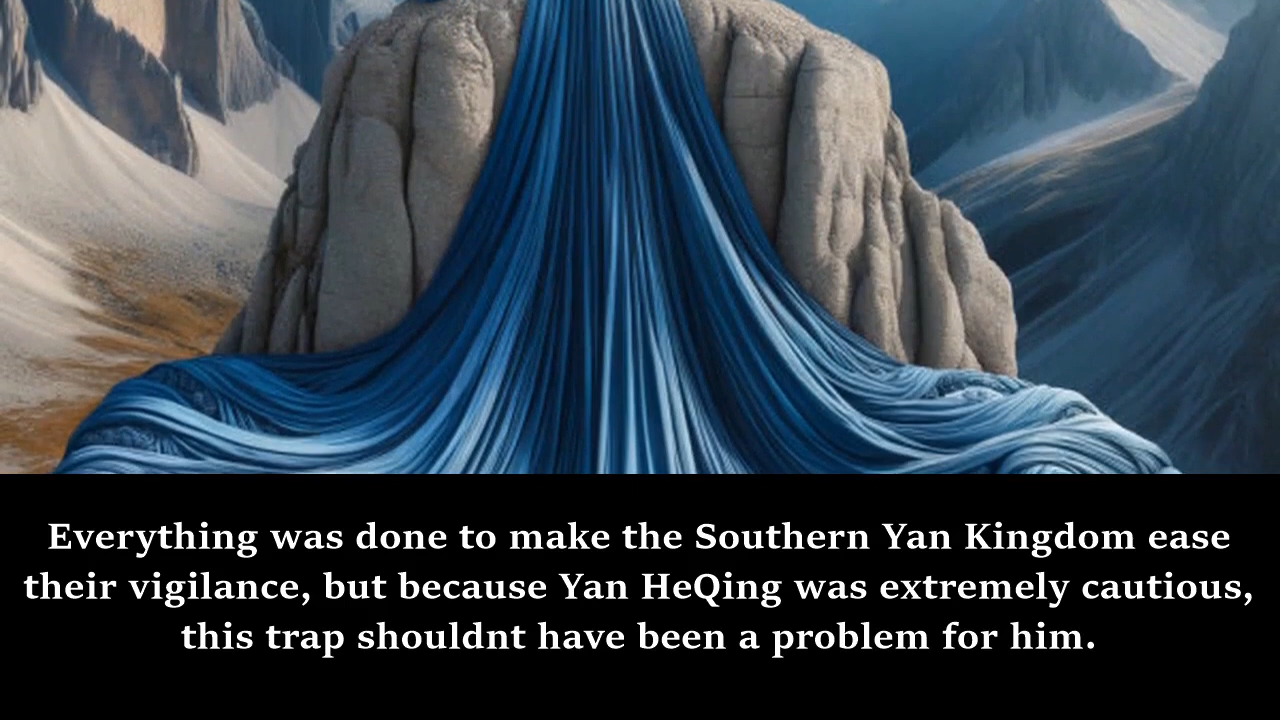 Everything was done to make the Southern Yan Kingdom ease
their vigilance, but because Yan HeQing was extremely cautious,
this trap shouldnt have been a problem for him.